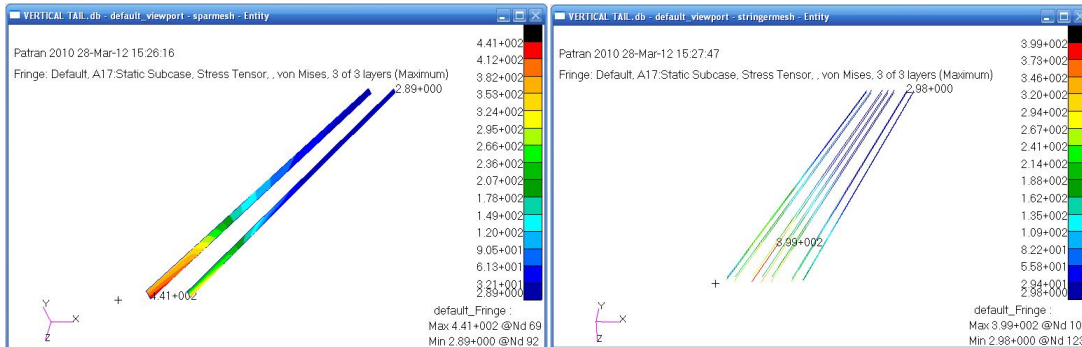 VERTICAL TAIL.db - default_viewport - sparmesh - Entity
Patran 2010 28-Mar-12 15:26:16
Fringe: Default, A17:Static Subcase, Stress Tensor, , von Mises, 3 of 3 layers (Maximum)
2.89+000
4.41+002
4.41+002
4.12+002
3.82+002
3.53+002
3.24+002
2.95+002
2.66+002
2.36+002
2.07+002
1.78+002
1.49+002
1.20+002
9.05+001
6.13+001
3.21+001
2.89+000
Y
X
Z
default_Fringe :
Max 4.41+002 @Nd 69
Min 2.89+000 @Nd 92
VERTICAL TAIL.db - default_viewport - stringermesh - Entity
Patran 2010 28-Mar-12 15:27:47
Fringe: Default, A17:Static Subcase, Stress Tensor, , von Mises, 3 of 3 layers (Maximum)
2.98+000
3.99+002
3.99+002
3.73+002
3.46+002
3.20+002
2.94+002
2.67+002
2.41+002
2.14+002
1.88+002
1.62+002
1.35+002
1.09+002
8.22+001
5.58+001
2.94+001
2.98+000
Y
X
Z
default_Fringe :
Max 3.99+002 @Nd 10
Min 2.98+000 @Nd 123